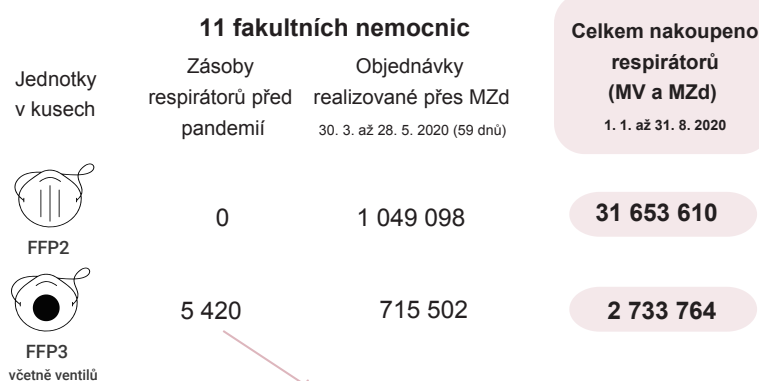 11 fakultních nemocnic
Celkem nakoupeno
respirátorů
(MV a MZd)
1. 1. až 31. 8. 2020
Jednotky
v kusech
Zásoby
respirátorů před
pandemií
Objednávky
realizované přes MZd
30. 3. až 28. 5. 2020 (59 dnů)
FFP2
0
1 049 098
31 653 610
FFP3
včetně ventilů
5 420
715 502
2 733 764